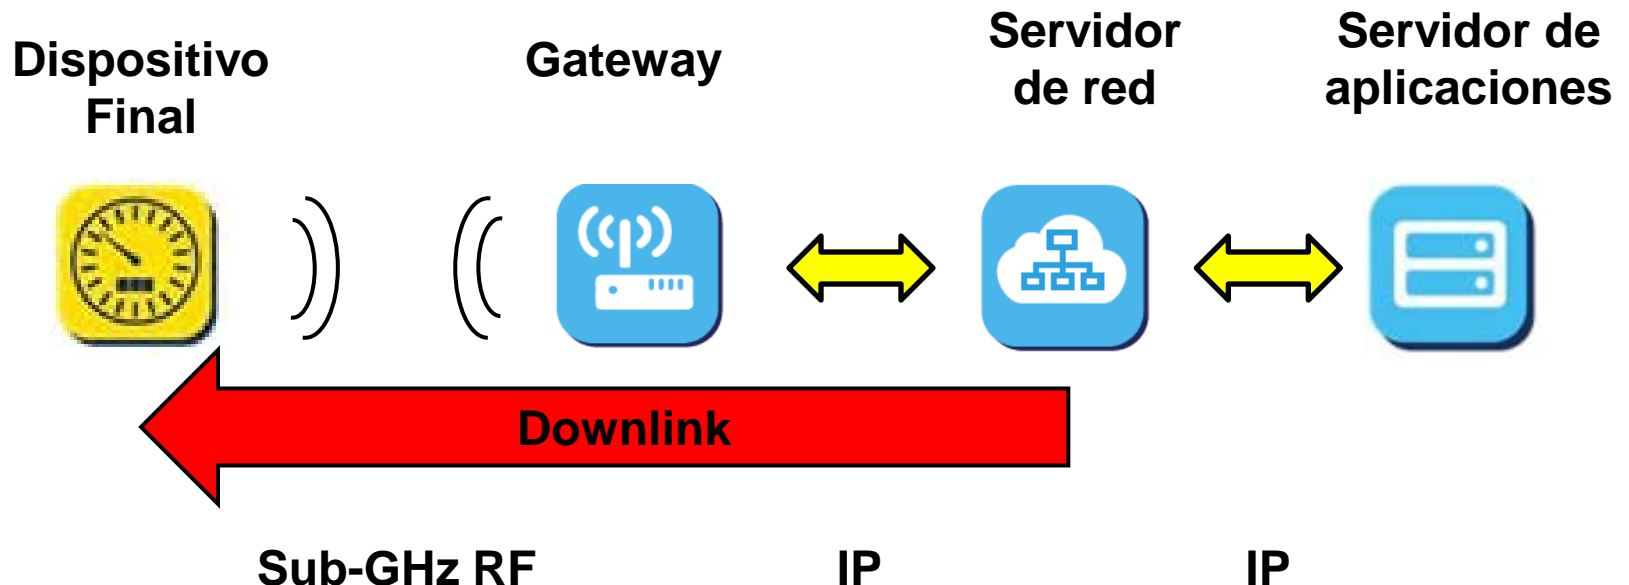 Dispositivo
Final
Gateway
Servidor
de red
Servidor de
aplicaciones
Downlink
Sub-GHz RF
IP
IP